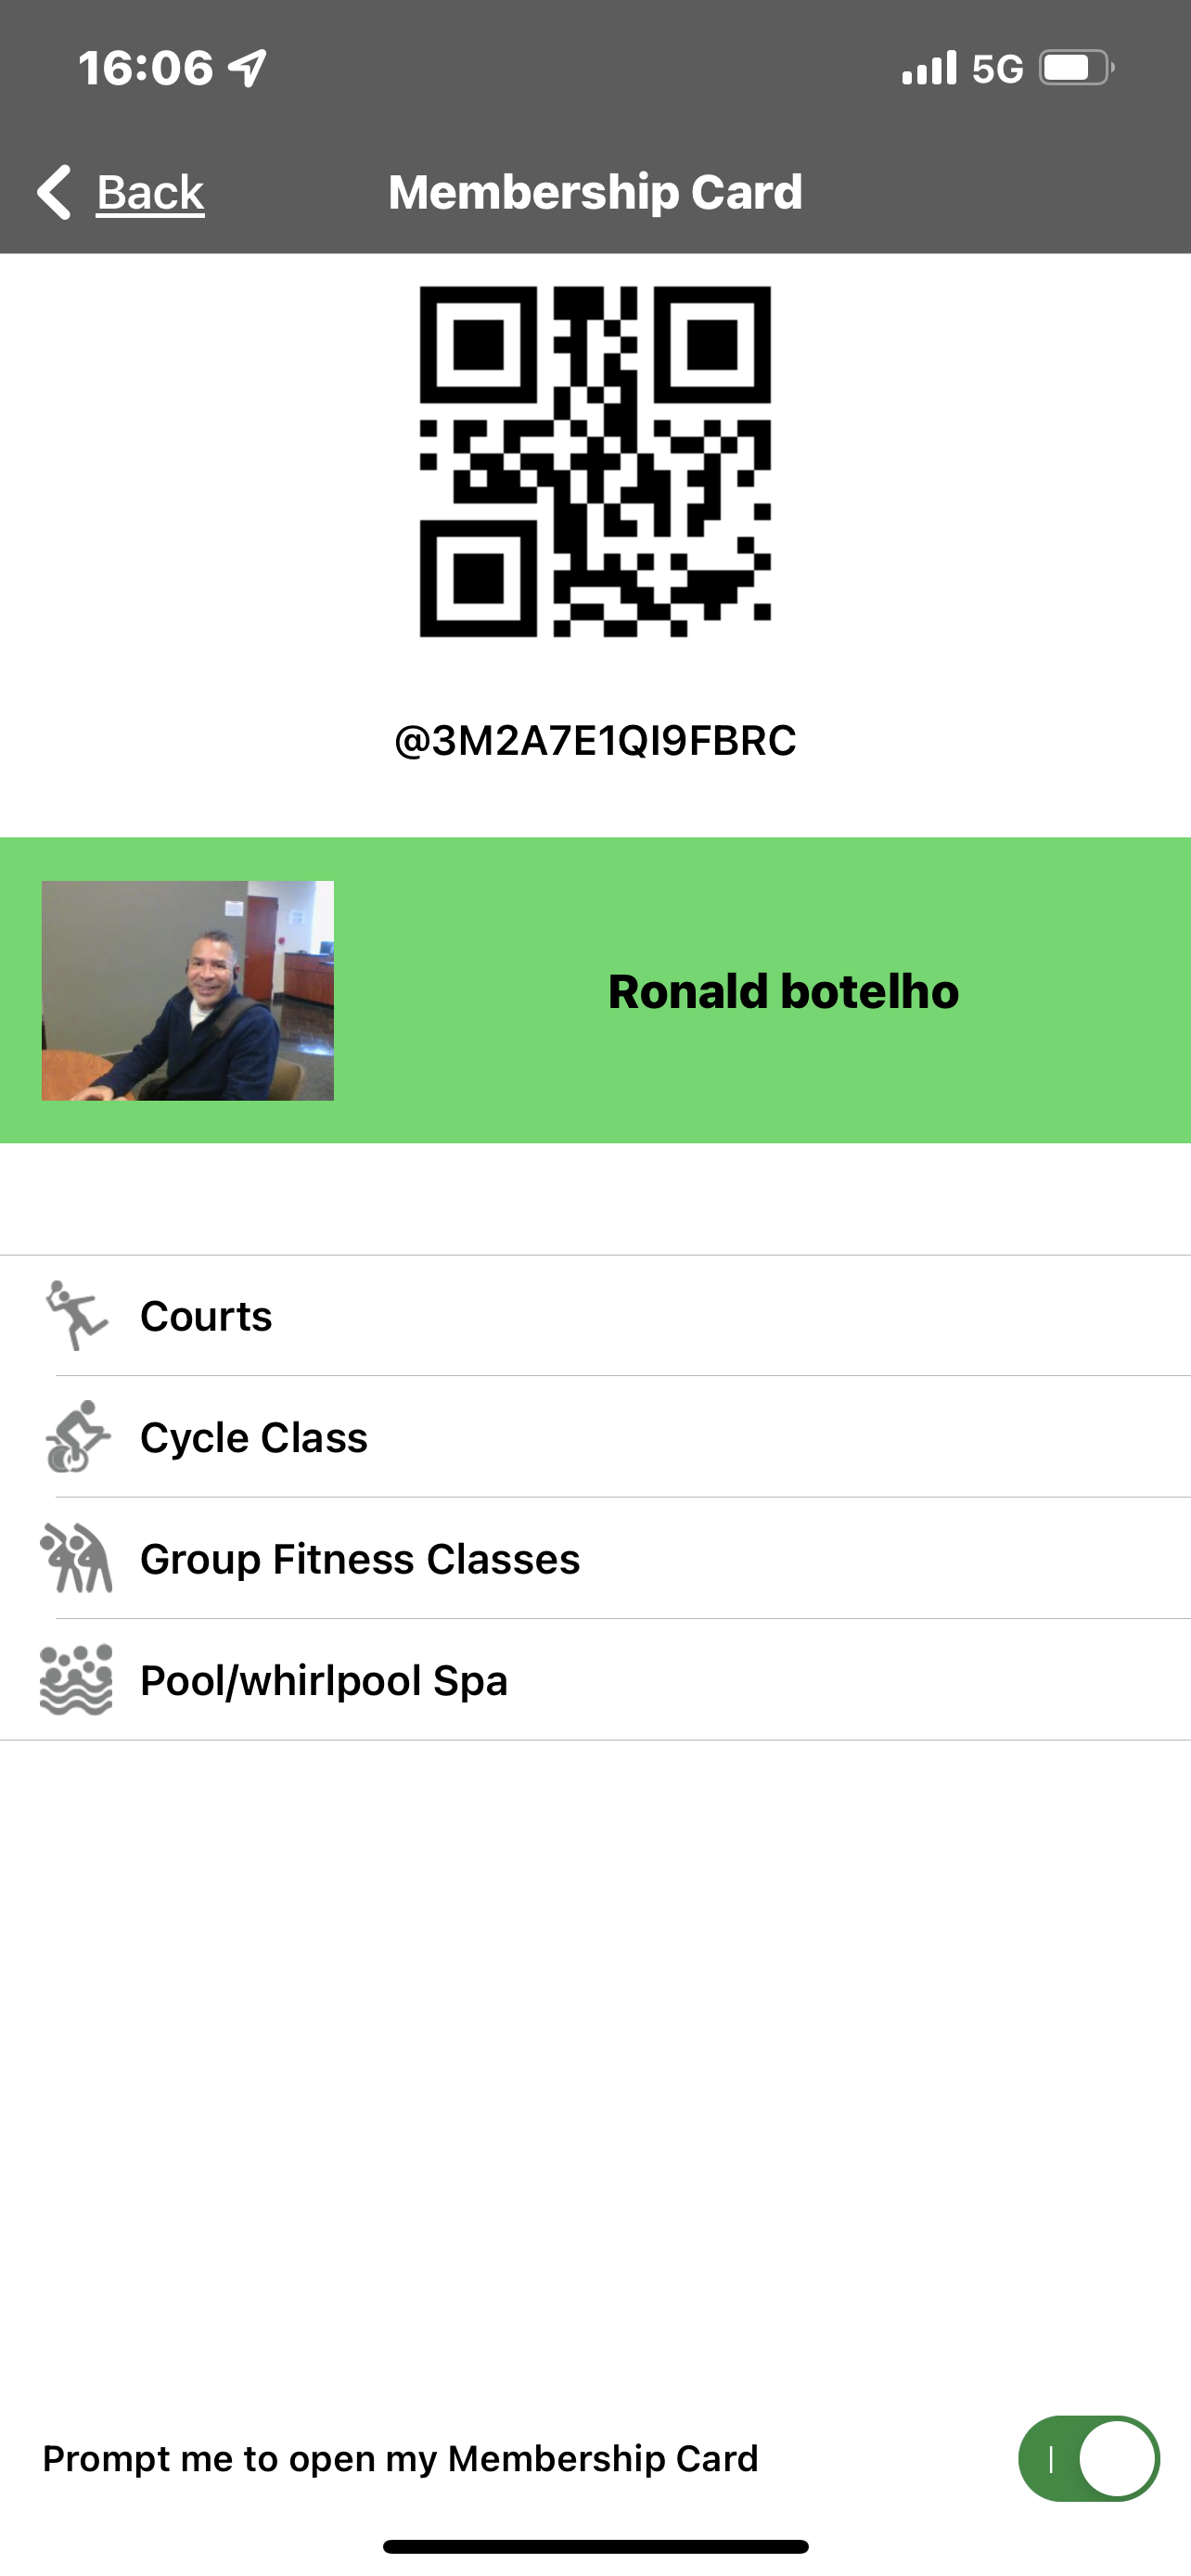 16:06 5G
Back Membership Card
@3M2A7E1QI9FBRC
Ronald botelho
Courts
Cycle Class
Group Fitness Classes
Pool/whirlpool Spa
Prompt me to open my Membership Card